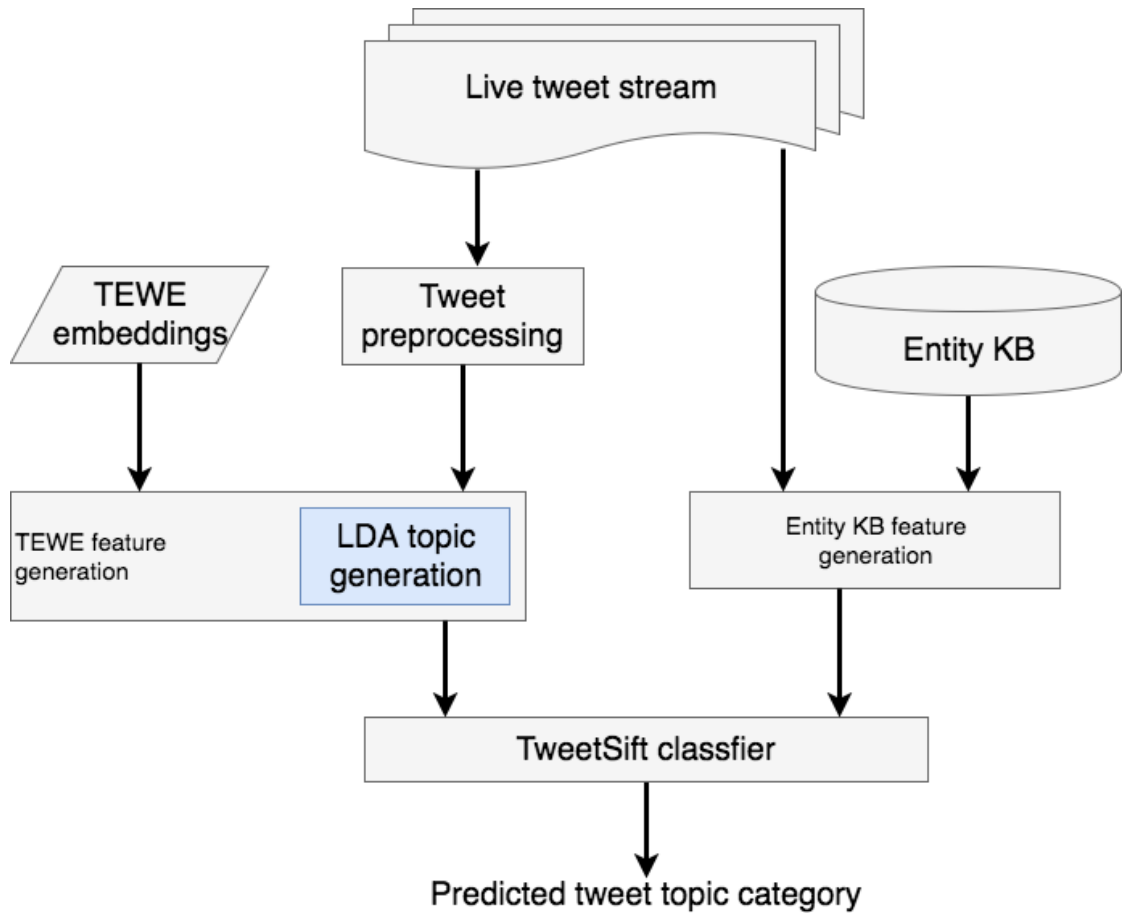 Live tweet stream
TEWE
embeddings
Tweet
preprocessing
Entity KB
TEWE feature
generation
LDA topic
generation
Entity KB feature
generation
TweetSift classfier
Predicted tweet topic category